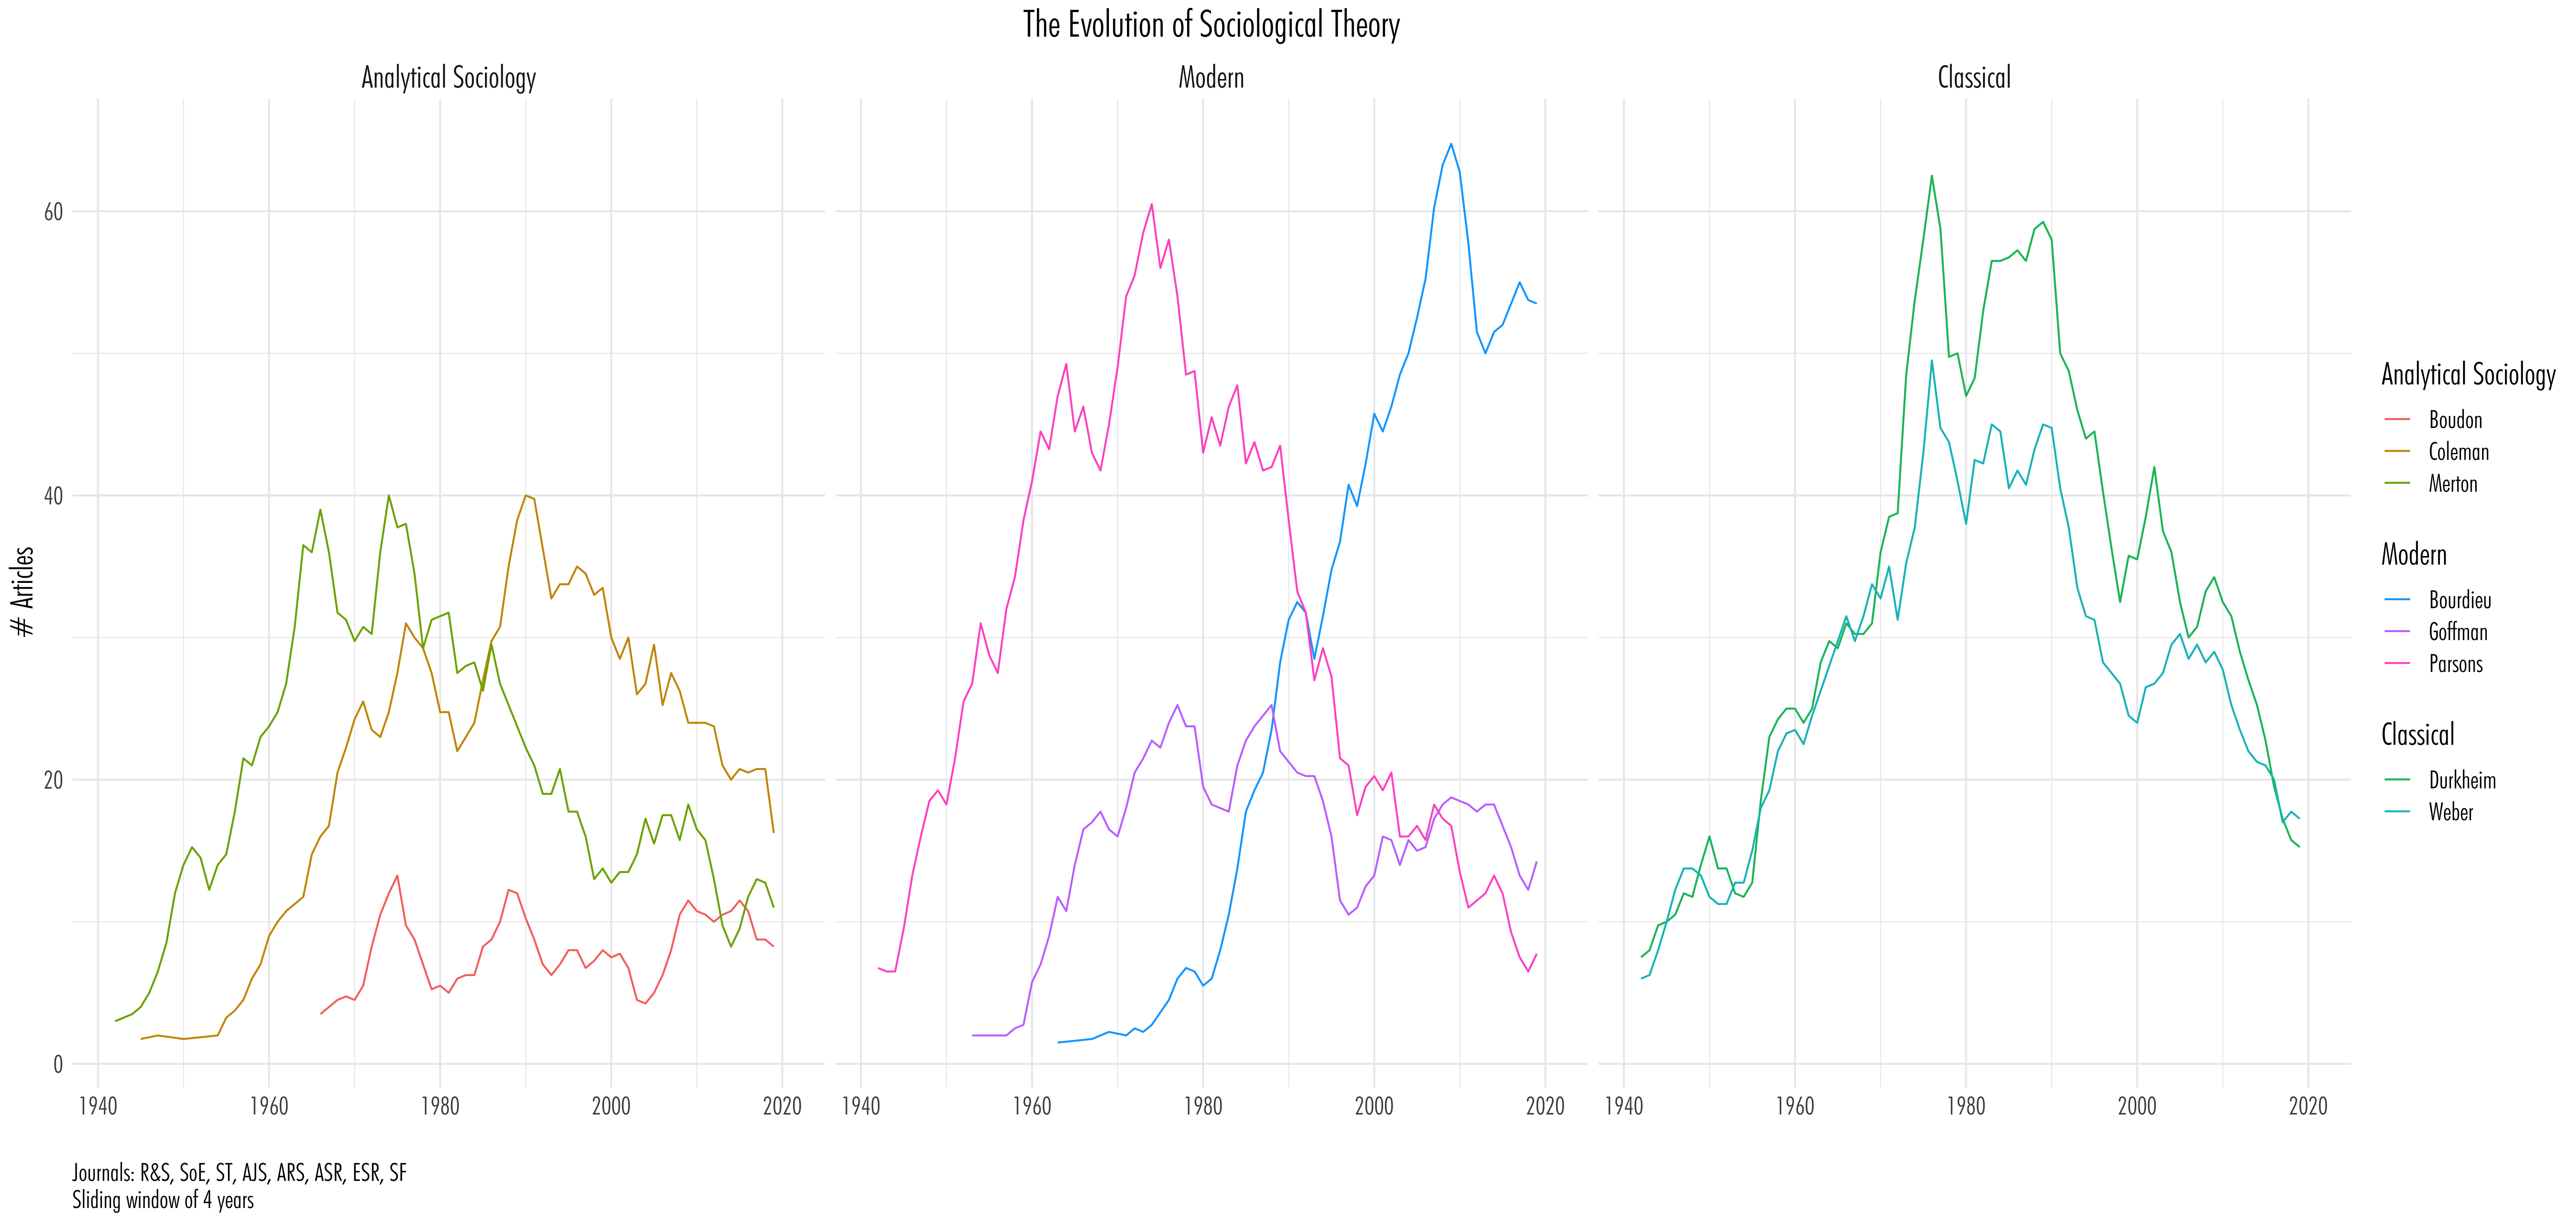 The Evolution of Sociological Theory
Analytical Sociology
Modern
Classical
# Articles
60
40
20
0
1940 1960 1980 2000 2020
1940 1960 1980 2000 2020
1940 1960 1980 2000 2020
Analytical Sociology
Boudon
Coleman
Merton
Modern
Bourdieu
Goffman
Parsons
Classical
Durkheim
Weber
Journals: R&S, SoE, ST, AJS, ARS, ASR, ESR, SF
Sliding window of 4 years